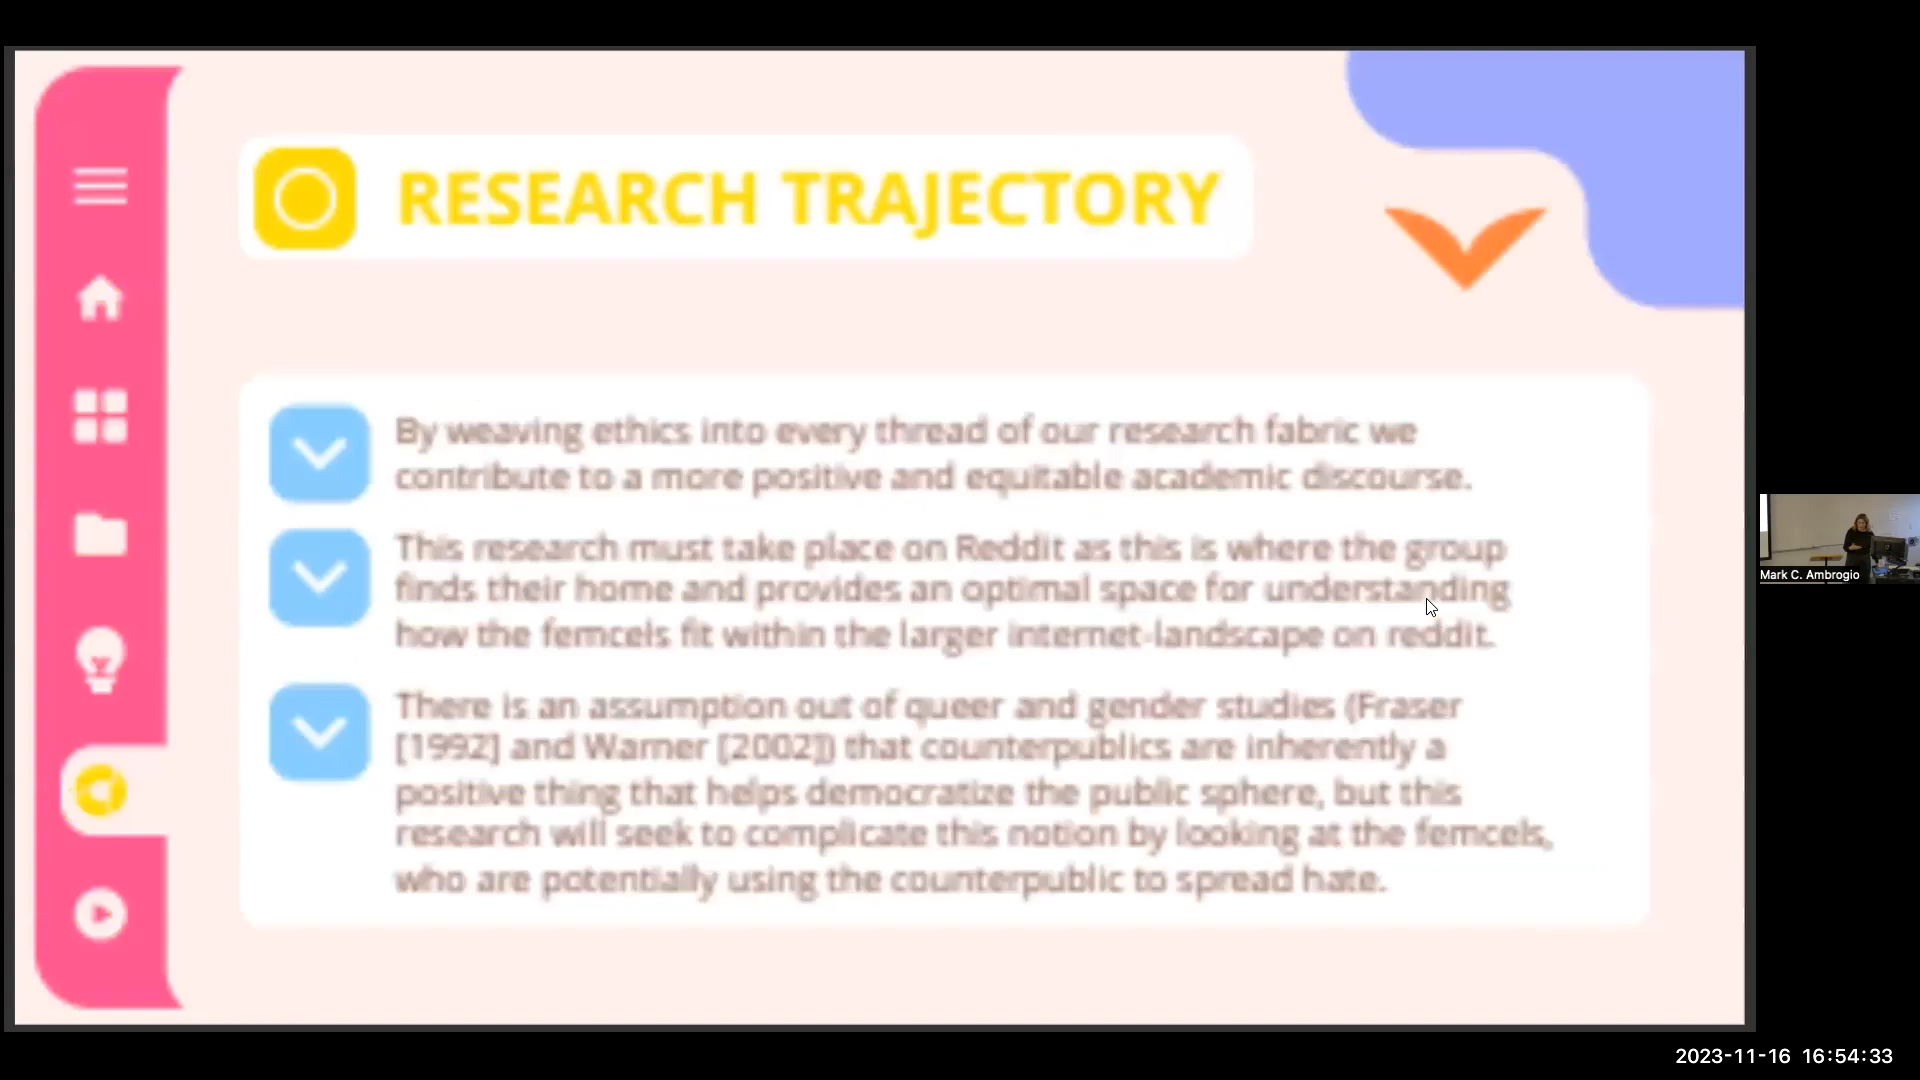 RESEARCH TRAJECTORY
By weaving ethics into every thread of our research fabric we
contribute to a more positive and equitable academic discourse.
This research must take place on Reddit as this is where the group
finds their home and provides an optimal space for understanding
how the femcels fit within the larger internet-landscape on reddit.
There is an assumption out of queer and gender studies (Fraser
[1992] and Warner [2002]) that counterpublics are inherently a
positive thing that helps democratize the public sphere, but this
research will seek to complicate this notion by looking at the femcels,
who are potentially using the counterpublic to spread hate.
Mark C. Ambrogio
2023-11-16 16:54:33